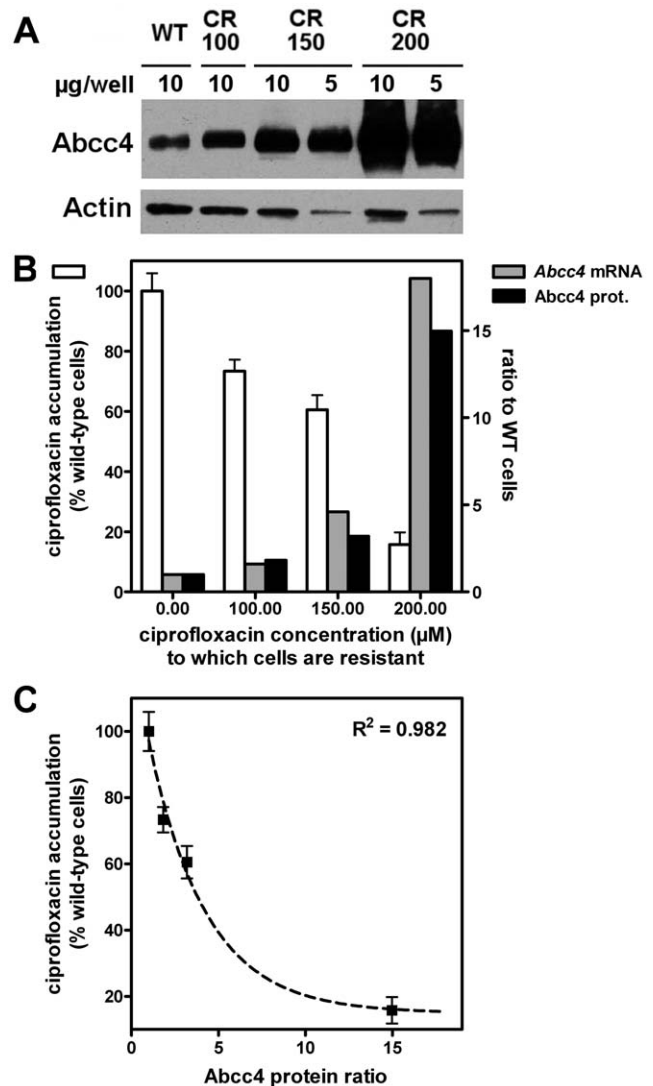 A
WT
CR
100
CR
150
CR
200
µg/well
10 10 10 5 10 5
Abcc4
Actin
B
Abcc4 mRNA
Abcc4 prot.
ciprofloxacin accumulation
(% wild-type cells)
100
80
60
40
20
0
15
10
5
0
ratio to WT
cells
0.00 100.00 150.00 200.00
ciprofloxacin concentration (µM)
to which cells are resistant
C
R² = 0.982
ciprofloxacin accumulation
(% wild-type cells)
100
80
60
40
20
0 5 10 15
Abcc4 protein ratio